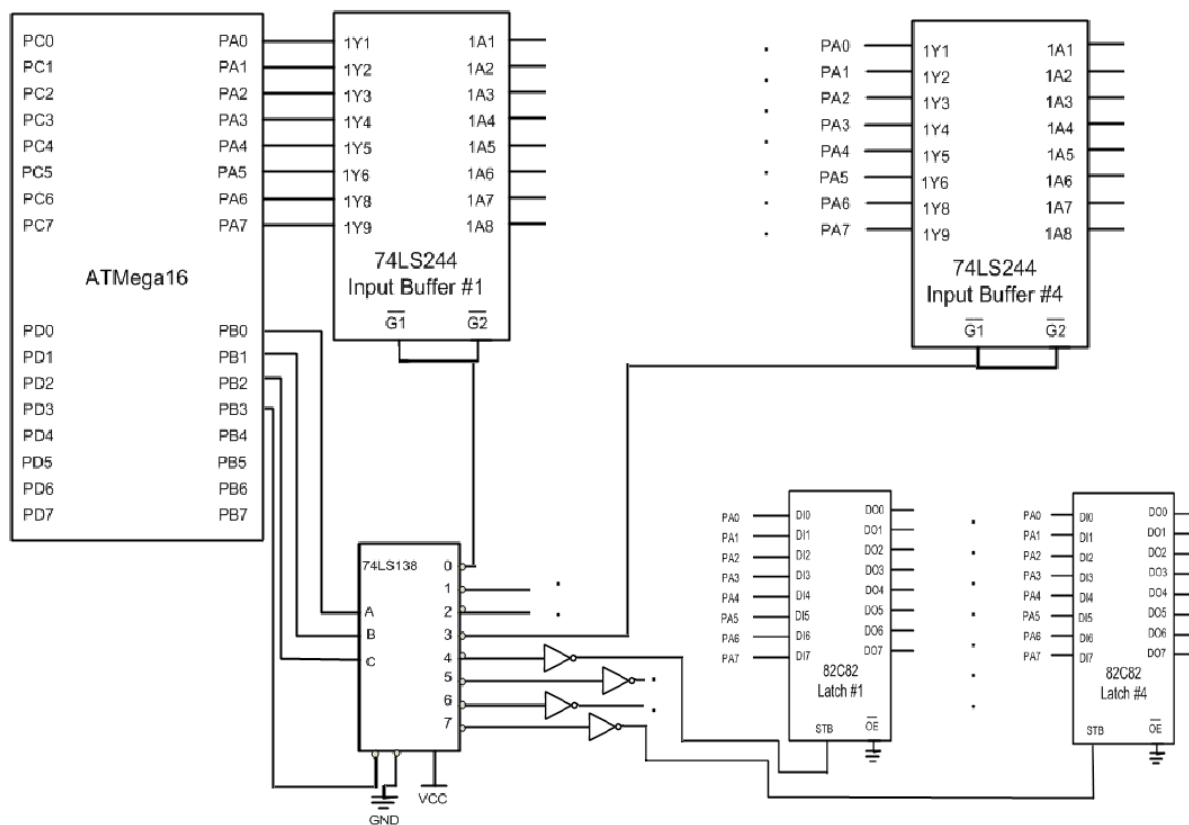 PC0 PA0
PC1 PA1
PC2 PA2
PC3 PA3
PC4 PA4
PC5 PA5
PC6 PA6
PC7 PA7
ATMega16
PD0 PB0
PD1 PB1
PD2 PB2
PD3 PB3
PD4 PB4
PD5 PB5
PD6 PB6
PD7 PB7
1Y1 1A1
1Y2 1A2
1Y3 1A3
1Y4 1A4
1Y5 1A5
1Y6 1A6
1Y8 1A7
1Y9 1A8
74LS244
Input Buffer #1
G1 G2
PA0 1Y1 1A1
PA1 1Y2 1A2
PA2 1Y3 1A3
PA3 1Y4 1A4
PA4 1Y5 1A5
PA5 1Y6 1A6
PA6 1Y8 1A7
PA7 1Y9 1A8
74LS244
Input Buffer #4
G1 G2
74LS138 0
1
A 2
B 3
C 4
5
6
7
VCC
GND
PA0 DI0 DO0
PA1 DI1 DO1
PA2 DI2 DO2
PA3 DI3 DO3
PA4 DI4 DO4
PA5 DI5 DO5
PA6 DI6 DO6
PA7 DI7 DO7
82C82
Latch #1
STB OE
PA0 DI0 DO0
PA1 DI1 DO1
PA2 DI2 DO2
PA3 DI3 DO3
PA4 DI4 DO4
PA5 DI5 DO5
PA6 DI6 DO6
PA7 DI7 DO7
82C82
Latch #4
STB OE